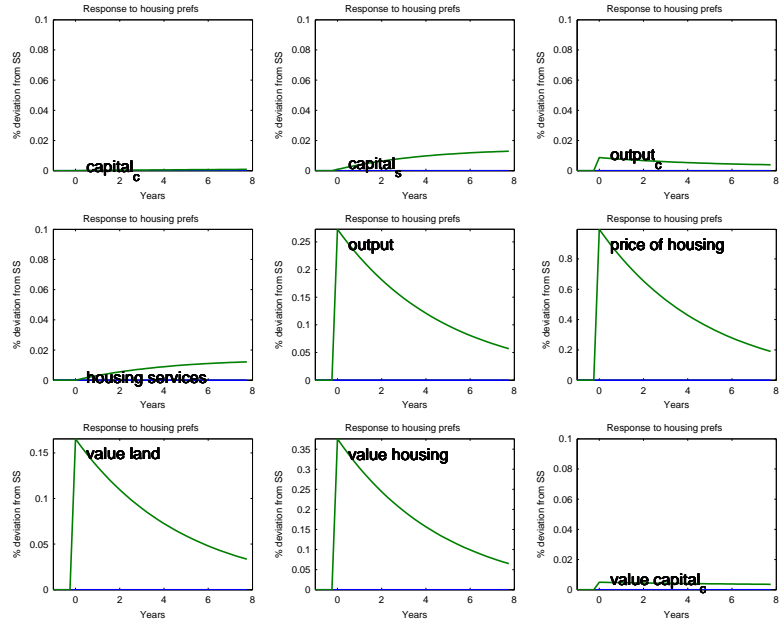 Response to housing prefs
0.1
0.08
0.06
0.04
0.02
0
% deviation from SS
capital_c
0 2 4 6 8
Years
Response to housing prefs
0.1
0.08
0.06
0.04
0.02
0
% deviation from SS
capital_s
0 2 4 6 8
Years
Response to housing prefs
0.1
0.08
0.06
0.04
0.02
0
% deviation from SS
output_c
0 2 4 6 8
Years
Response to housing prefs
0.1
0.08
0.06
0.04
0.02
0
% deviation from SS
housing services
0 2 4 6 8
Years
Response to housing prefs
0.25
0.2
0.15
0.1
0.05
0
% deviation from SS
output
0 2 4 6 8
Years
Response to housing prefs
0.8
0.6
0.4
0.2
0
% deviation from SS
price of housing
0 2 4 6 8
Years
Response to housing prefs
0.15
0.1
0.05
0
% deviation from SS
value land
0 2 4 6 8
Years
Response to housing prefs
0.35
0.3
0.25
0.2
0.15
0.1
0.05
0
% deviation from SS
value housing
0 2 4 6 8
Years
Response to housing prefs
0.1
0.08
0.06
0.04
0.02
0
% deviation from SS
value capital_c
0 2 4 6 8
Years